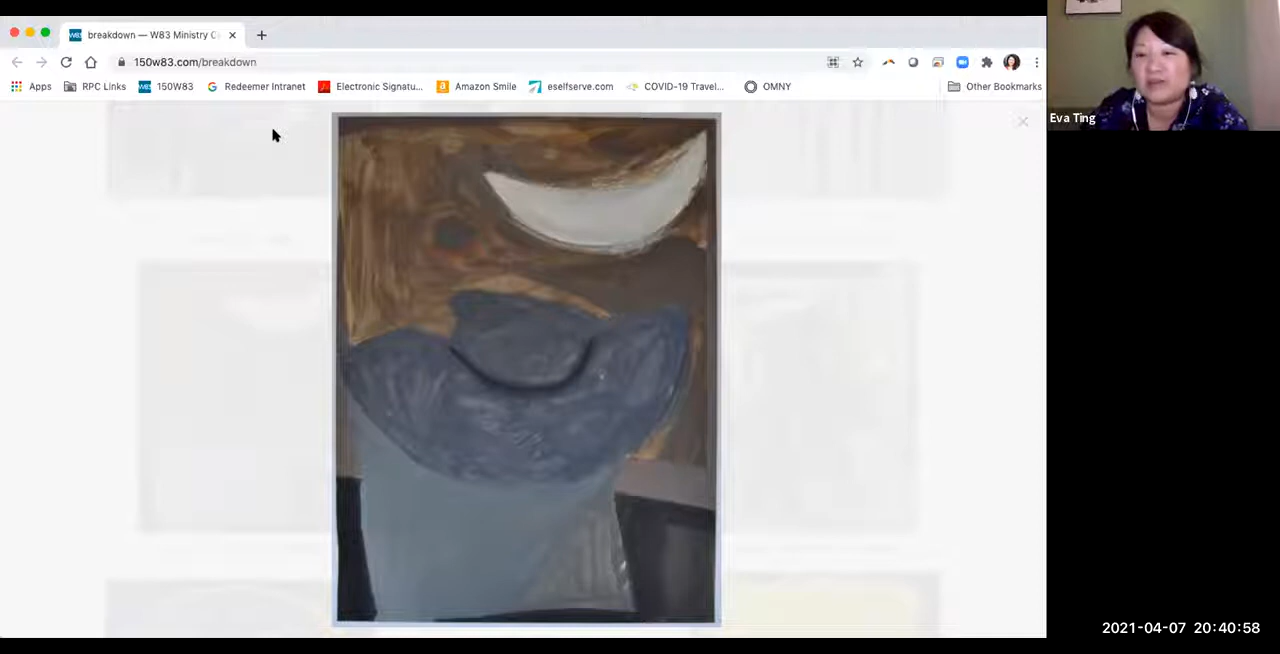 breakdown — W83 Ministry C
150w83.com/breakdown
Apps
RPC Links
W83
150W83
Redeemer Intranet
Electronic Signatu...
Amazon Smile
eselfserve.com
COVID-19 Travel...
OMNY
Other Bookmarks
Eva Ting
2021-04-07 20:40:58